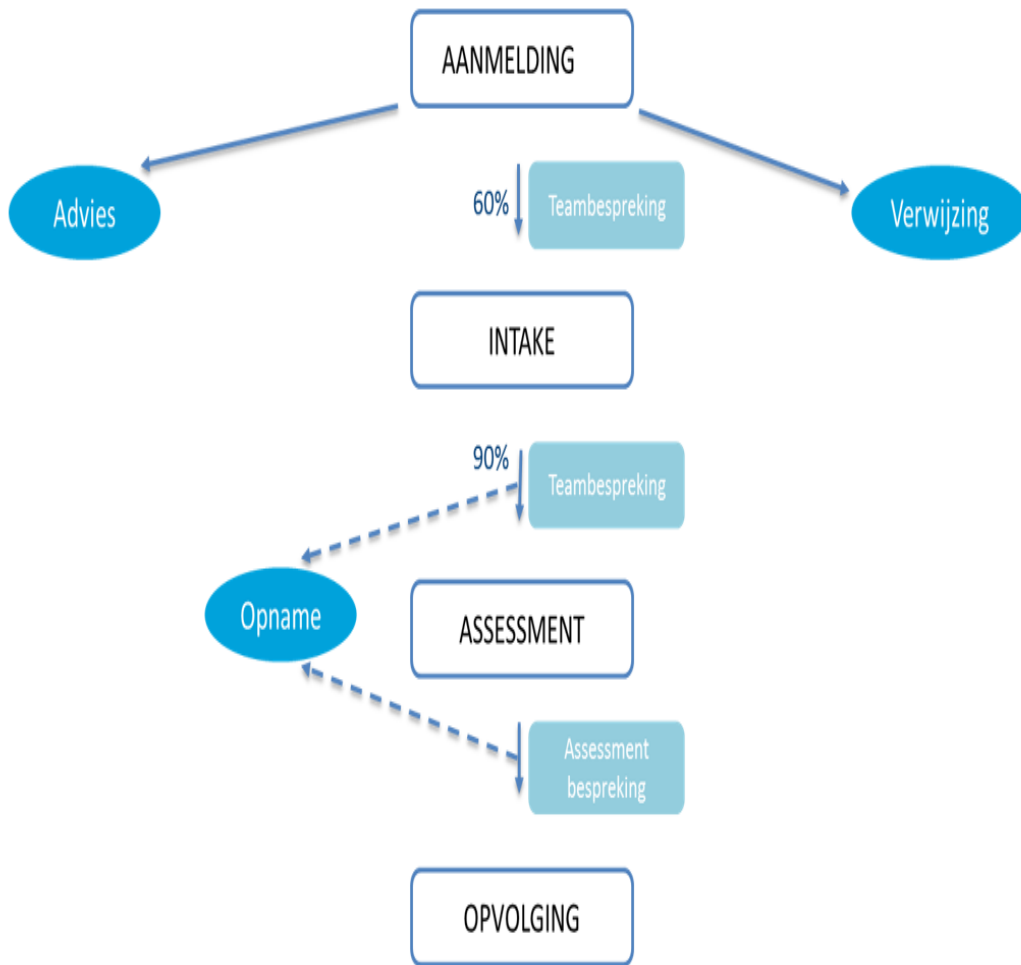 AANMELDING
Advies
60%
Teambespreking
Verwijzing
INTAKE
90%
Teambespreking
Opname
ASSESSMENT
Assessment
bespreking
OPVOLGING